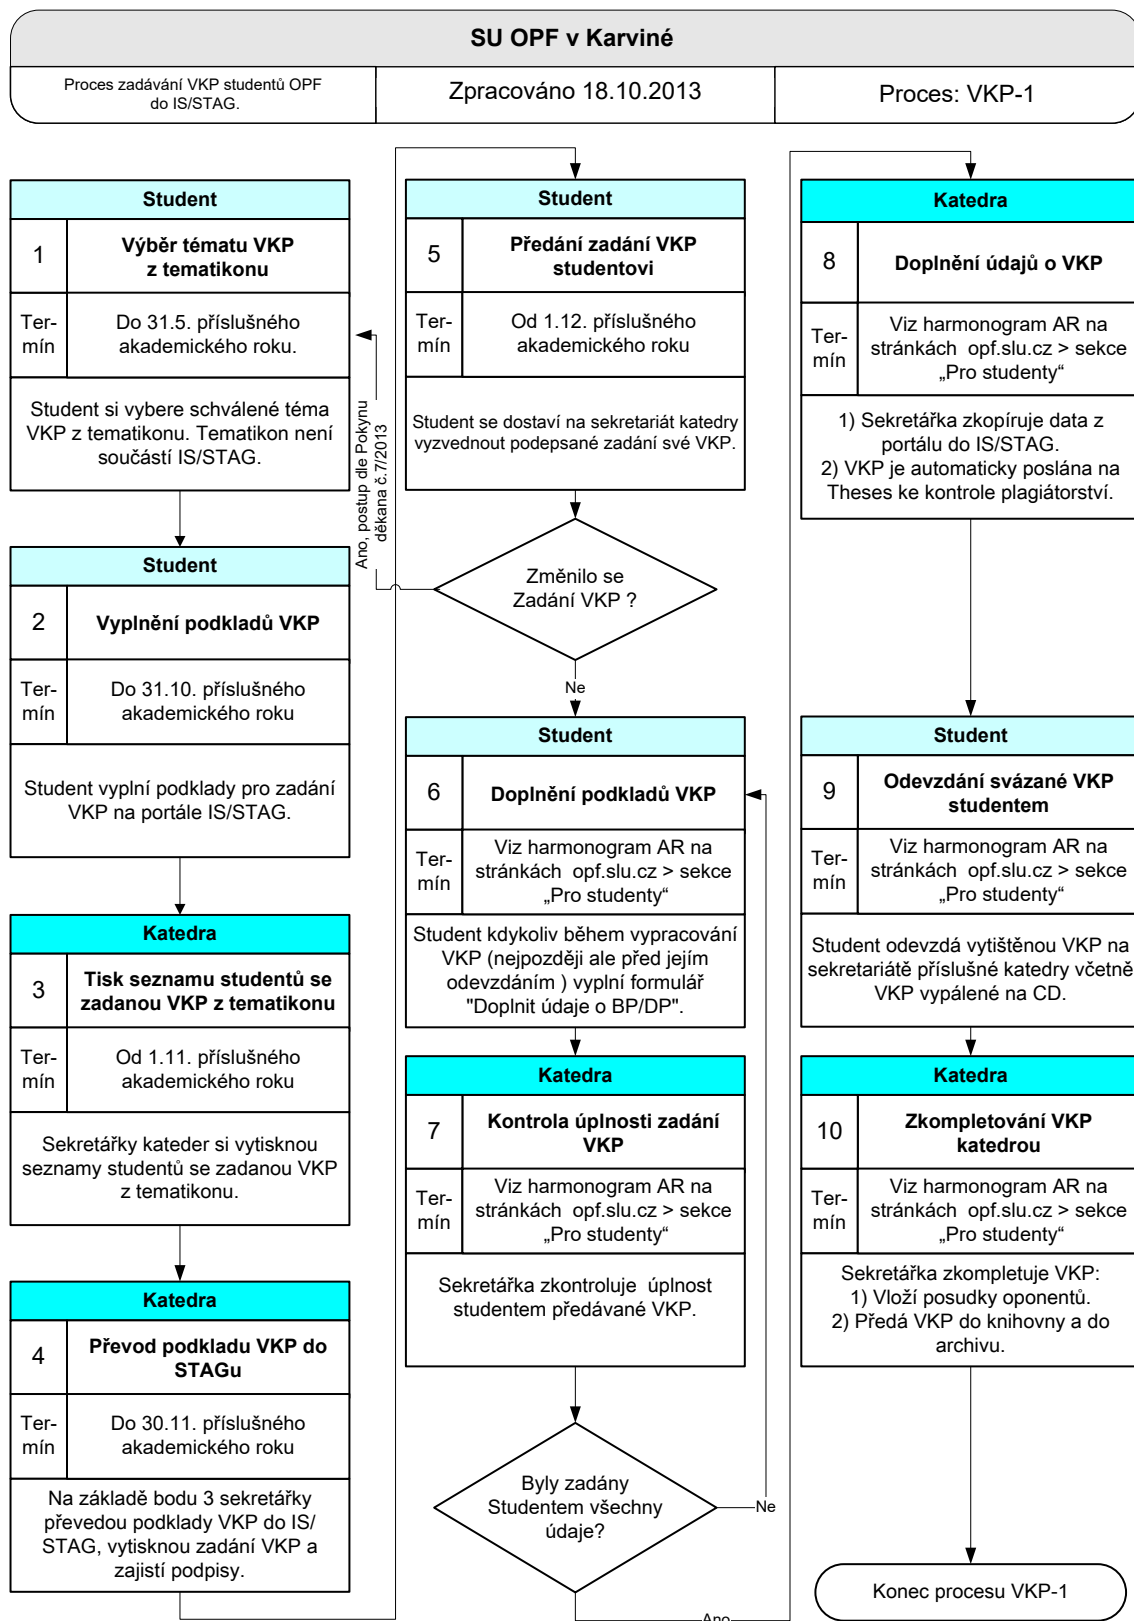 SU OPF v Karviné
Proces zadávání VKP studentů OPF
do IS/STAG.
Zpracováno 18.10.2013
Proces: VKP-1
Student
1
Výběr tématu VKP
z tematikonu
Ter-
mín
Do 31.5. příslušného
akademického roku.
Student si vybere schválené téma
VKP z tematikonu. Tematikon není
součástí IS/STAG.
Student
2
Vyplnění podkladů VKP
Ter-
mín
Do 31.10. příslušného
akademického roku
Student vyplní podklady pro zadání
VKP na portále IS/STAG.
Katedra
3
Tisk seznamu studentů se
zadanou VKP z tematikonu
Ter-
mín
Od 1.11. příslušného
akademického roku
Sekretářky kateder si vytisknou
seznamy studentů se zadanou VKP
z tematikonu.
Katedra
4
Převod podkladu VKP do
STAGu
Ter-
mín
Do 30.11. příslušného
akademického roku
Na základě bodu 3 sekretářky
převedou podklady VKP do IS/
STAG, vytisknou zadání VKP a
zajistí podpisy.
Student
5
Předání zadání VKP
studentovi
Ter-
mín
Od 1.12. příslušného
akademického roku
Student se dostaví na sekretariát katedry
vyzvednout podepsané zadání své VKP.
Změnilo se
Zadání VKP ?
Ano, postup dle Pokynu
děkana č.7/2013
Ne
Student
6
Doplnění podkladů VKP
Ter-
mín
Viz harmonogram AR na
stránkách opf.slu.cz > sekce
„Pro studenty“
Student kdykoliv během vypracování
VKP (nejpozději ale před jejím
odevzdáním ) vyplní formulář
"Doplnit údaje o BP/DP".
Katedra
7
Kontrola úplnosti zadání
VKP
Ter-
mín
Viz harmonogram AR na
stránkách opf.slu.cz > sekce
„Pro studenty“
Sekretářka zkontroluje úplnost
studentem předávané VKP.
Byly zadány
Studentem všechny
údaje?
Ne
Ano
Katedra
8
Doplnění údajů o VKP
Ter-
mín
Viz harmonogram AR na
stránkách opf.slu.cz > sekce
„Pro studenty“
1) Sekretářka zkopíruje data z
portálu do IS/STAG.
2) VKP je automaticky poslána na
Theses ke kontrole plagiátorství.
Student
9
Odevzdání svázané VKP
studentem
Ter-
mín
Viz harmonogram AR na
stránkách opf.slu.cz > sekce
„Pro studenty“
Student odevzdá vytištěnou VKP na
sekretariátě příslušné katedry včetně
VKP vypálené na CD.
Katedra
10
Zkompletování VKP
katedrou
Ter-
mín
Viz harmonogram AR na
stránkách opf.slu.cz > sekce
„Pro studenty“
Sekretářka zkompletuje VKP:
1) Vloží posudky oponentů.
2) Předá VKP do knihovny a do
archivu.
Konec procesu VKP-1